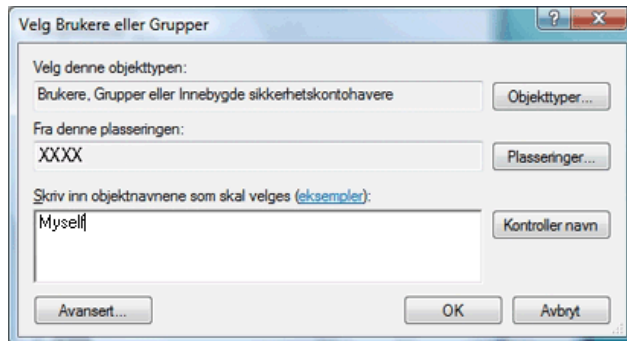 Velg Brukere eller Grupper
Velg denne objekttypen:
Brukere, Grupper eller Innebygde sikkerhetskontohavere
Objekttyper...
Fra denne plasseringen:
XXXX
Plasseringer...
Skriv inn objektnavnene som skal velges (eksempler):
Myself
Kontroller navn
Avansert...
OK
Avbryt